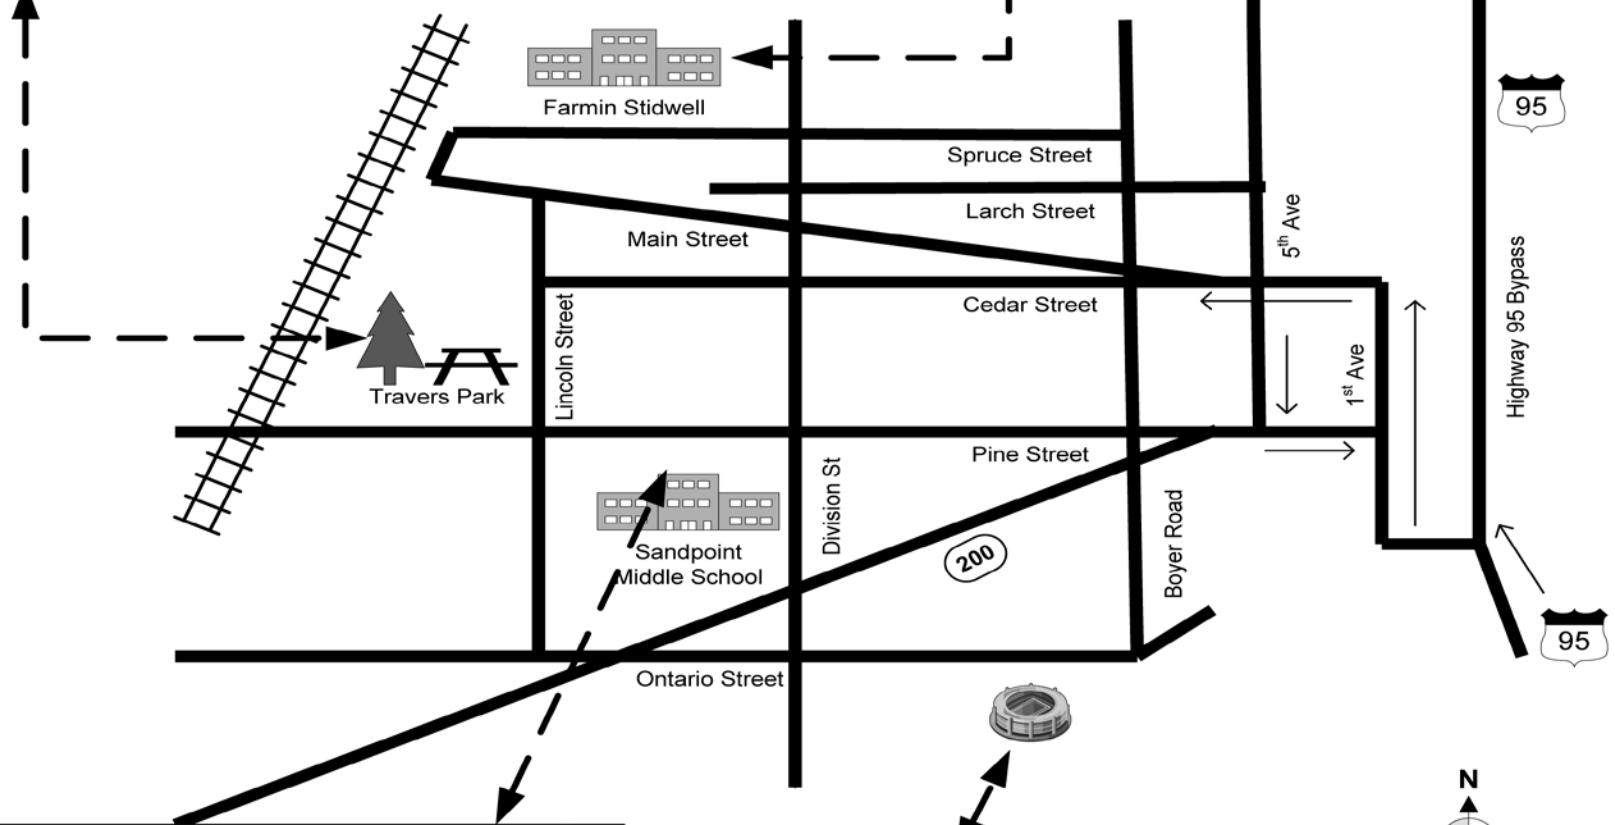 95
Farmin Stidwell
Spruce Street
Larch Street
5th Ave
Main Street
Cedar Street
Highway 95 Bypass
Lincoln Street
1st Ave
Travers Park
Pine Street
Division St
Boyer Road
Sandpoint
Middle School
200
95
Ontario Street
N